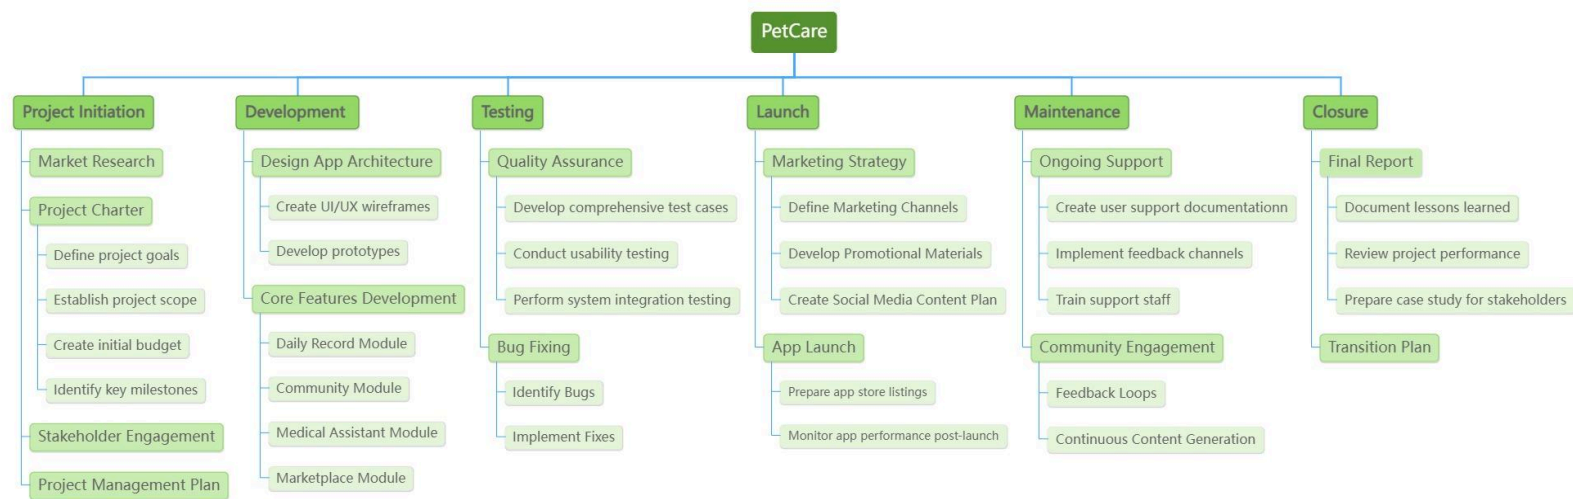 PetCare
Project Initiation
Market Research
Project Charter
Define project goals
Establish project scope
Create initial budget
Identify key milestones
Stakeholder Engagement
Project Management Plan
Development
Design App Architecture
Create UI/UX wireframes
Develop prototypes
Core Features Development
Daily Record Module
Community Module
Medical Assistant Module
Marketplace Module
Testing
Quality Assurance
Develop comprehensive test cases
Conduct usability testing
Perform system integration testing
Bug Fixing
Identify Bugs
Implement Fixes
Launch
Marketing Strategy
Define Marketing Channels
Develop Promotional Materials
Create Social Media Content Plan
App Launch
Prepare app store listings
Monitor app performance post-launch
Maintenance
Ongoing Support
Create user support documentationn
Implement feedback channels
Train support staff
Community Engagement
Feedback Loops
Continuous Content Generation
Closure
Final Report
Document lessons learned
Review project performance
Prepare case study for stakeholders
Transition Plan